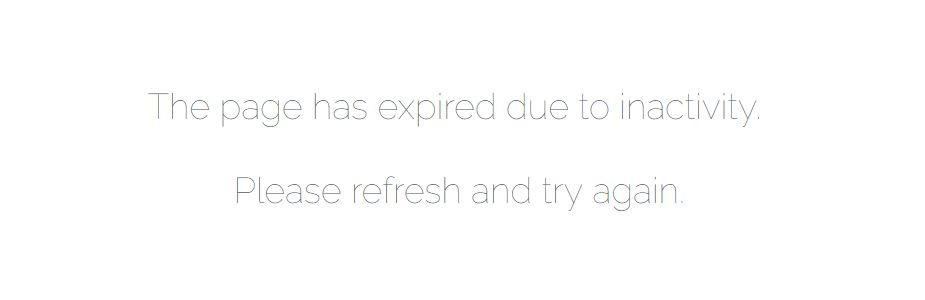 The page has expired due to inactivity.
Please refresh and try again.